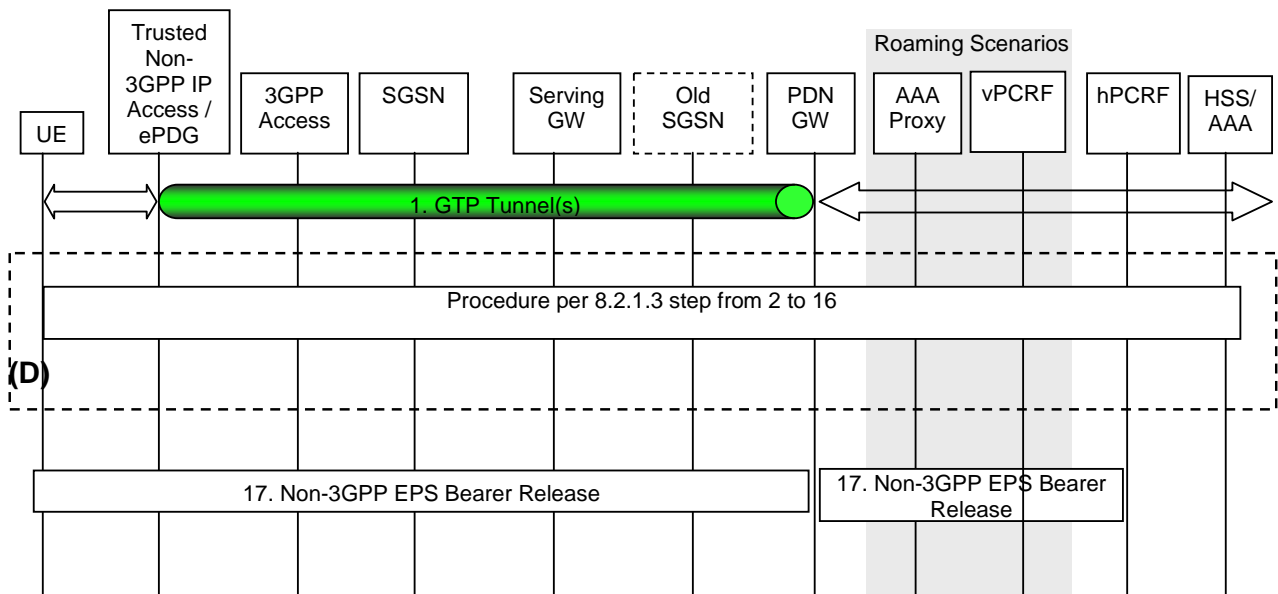 Trusted
Non-
3GPP IP
Access /
ePDG
Roaming Scenarios
UE
3GPP
Access
SGSN
Serving
GW
Old
SGSN
PDN
GW
AAA
Proxy
vPCRF
hPCRF
HSS/
AAA
1. GTP Tunnel(s)
Procedure per 8.2.1.3 step from 2 to 16
(D)
17. Non-3GPP EPS Bearer Release
17. Non-3GPP EPS Bearer
Release